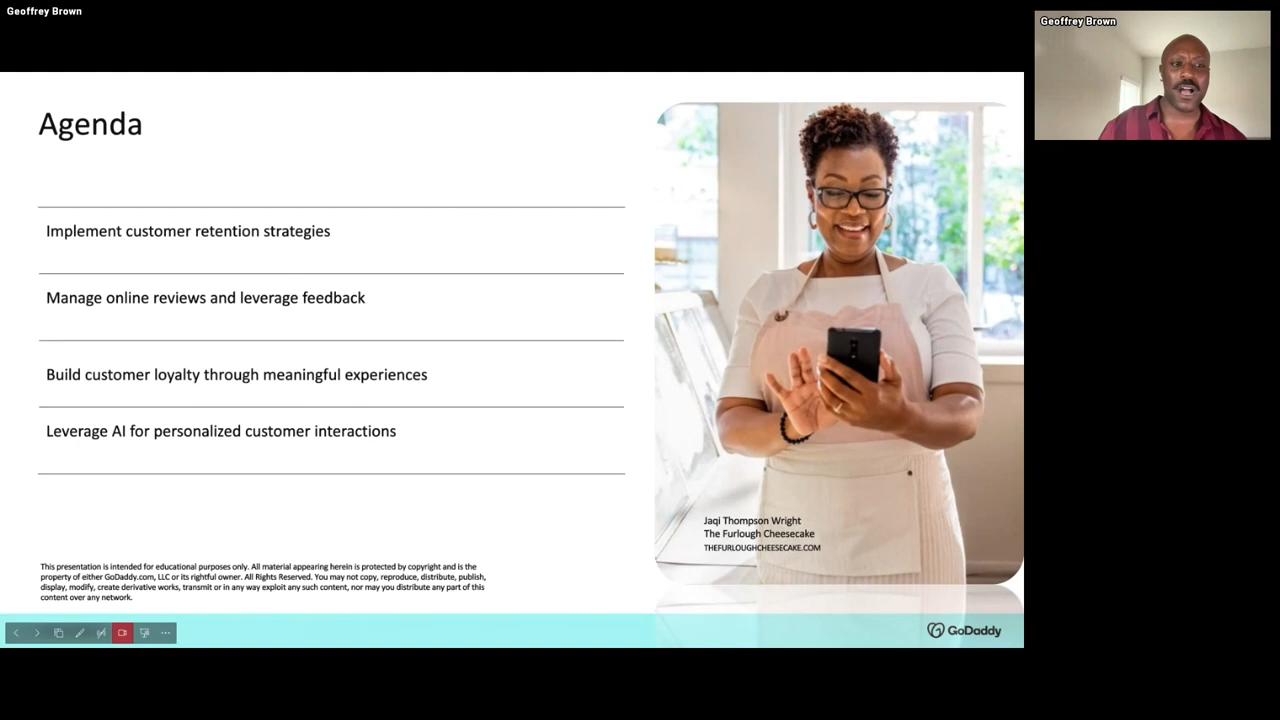 Geoffrey Brown
Geoffrey Brown
Agenda
Implement customer retention strategies
Manage online reviews and leverage feedback
Build customer loyalty through meaningful experiences
Leverage AI for personalized customer interactions
Jaqi Thompson Wright
The Furlough Cheesecake
THEFURLOUGHCHEESECAKE.COM
This presentation is intended for educational purposes only. All material appearing herein is protected by copyright and is the
property of either GoDaddy.com, LLC or its rightful owner. All Rights Reserved. You may not copy, reproduce, distribute, publish,
display, modify, create derivative works, transmit or in any way exploit any such content, nor may you distribute any part of this
content over any network.
GoDaddy